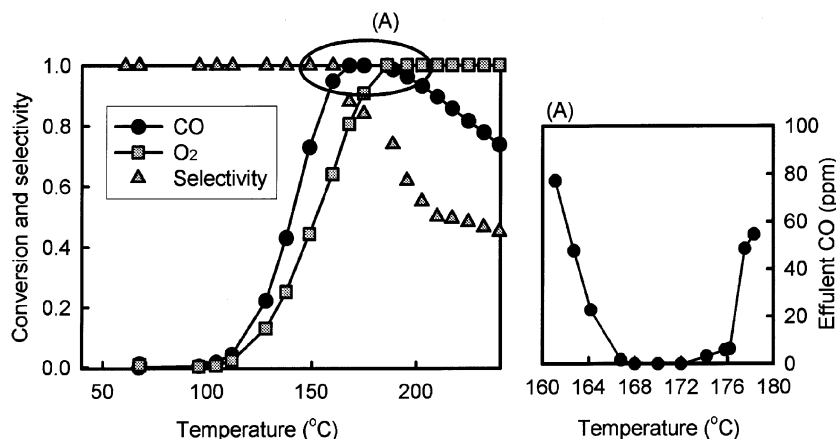 (A)
1.0
0.8
0.6
0.4
0.2
0.0
Conversion and selectivity
CO
O2
Selectivity
50 100 150 200
Temperature (°C)
(A)
100
80
60
40
20
0
Effulent CO (ppm)
160 164 168 172 176 180
Temperature (°C)